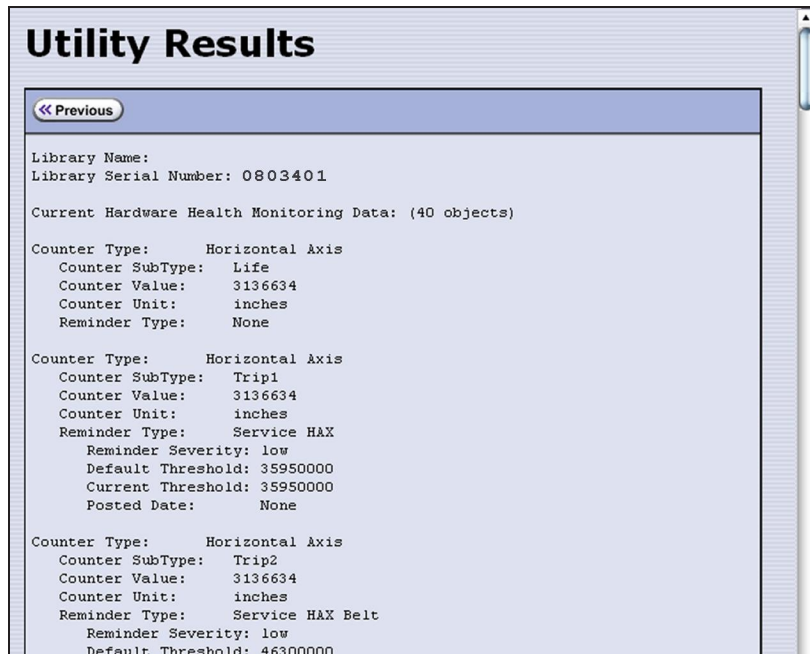 Utility Results
Previous
Library Name:
Library Serial Number: 0803401
Current Hardware Health Monitoring Data: (40 objects)
Counter Type: Horizontal Axis
Counter SubType: Life
Counter Value: 3136634
Counter Unit: inches
Reminder Type: None
Counter Type: Horizontal Axis
Counter SubType: Trip1
Counter Value: 3136634
Counter Unit: inches
Reminder Type: Service HAX
Reminder Severity: low
Default Threshold: 35950000
Current Threshold: 35950000
Posted Date: None
Counter Type: Horizontal Axis
Counter SubType: Trip2
Counter Value: 3136634
Counter Unit: inches
Reminder Type: Service HAX Belt
Reminder Severity: low
Default Threshold: 46300000